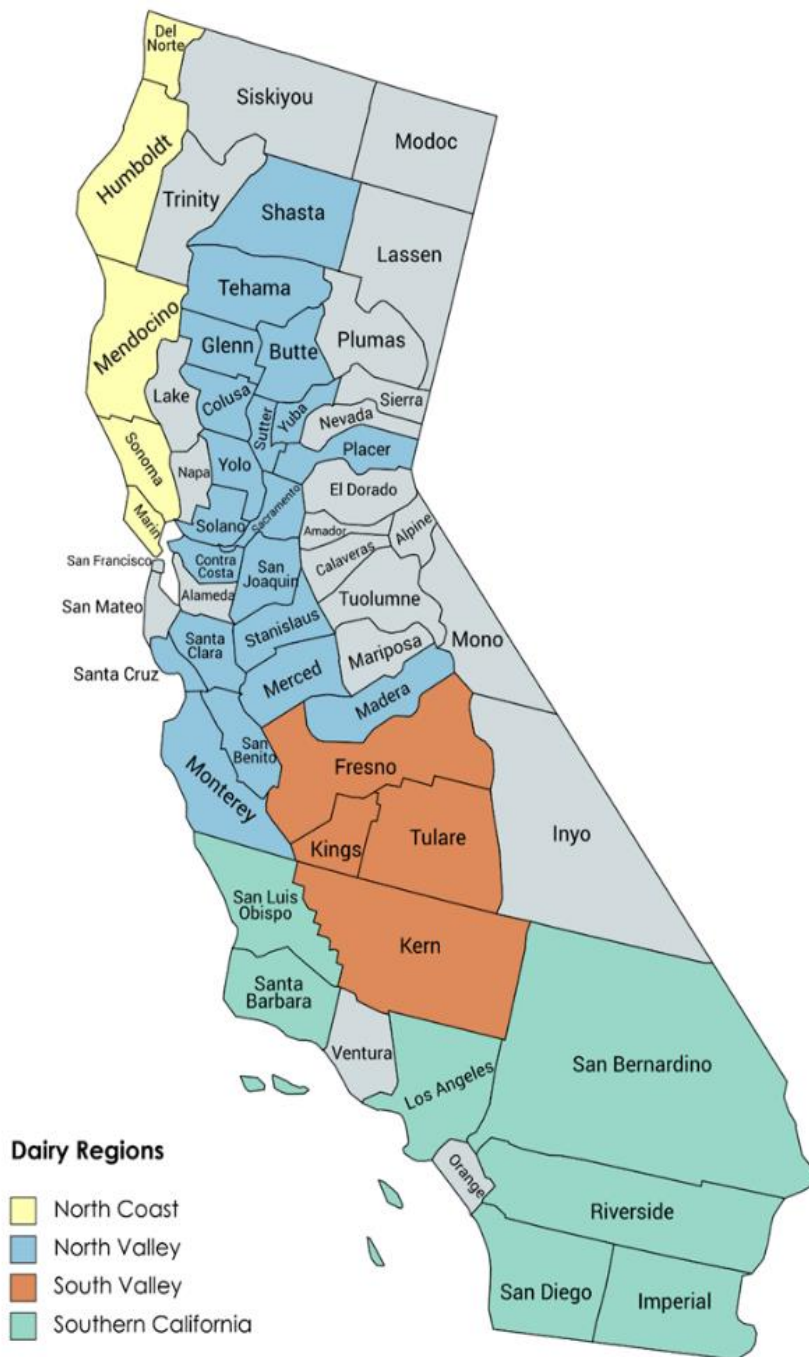 Del
Norte
Siskiyou
Modoc
Humboldt
Trinity
Shasta
Lassen
Tehama
Mendocino
Plumas
Glenn
Butte
Lake
Colusa
Sutter
Yuba
Sierra
Nevada
Placer
Sonoma
Napa
Yolo
El Dorado
Sacramento
Marin
Solano
Amador
Alpine
San Francisco
Contra
Costa
San
Joaquin
Calaveras
San Mateo
Alameda
Tuolumne
Mono
Santa
Clara
Stanislaus
Mariposa
Santa Cruz
Merced
Madera
San
Benito
Fresno
Monterey
Kings
Tulare
Inyo
San Luis
Obispo
Kern
Santa
Barbara
Ventura
Los Angeles
San Bernardino
Orange
Riverside
San Diego
Imperial
Dairy Regions
North Coast
North Valley
South Valley
Southern California